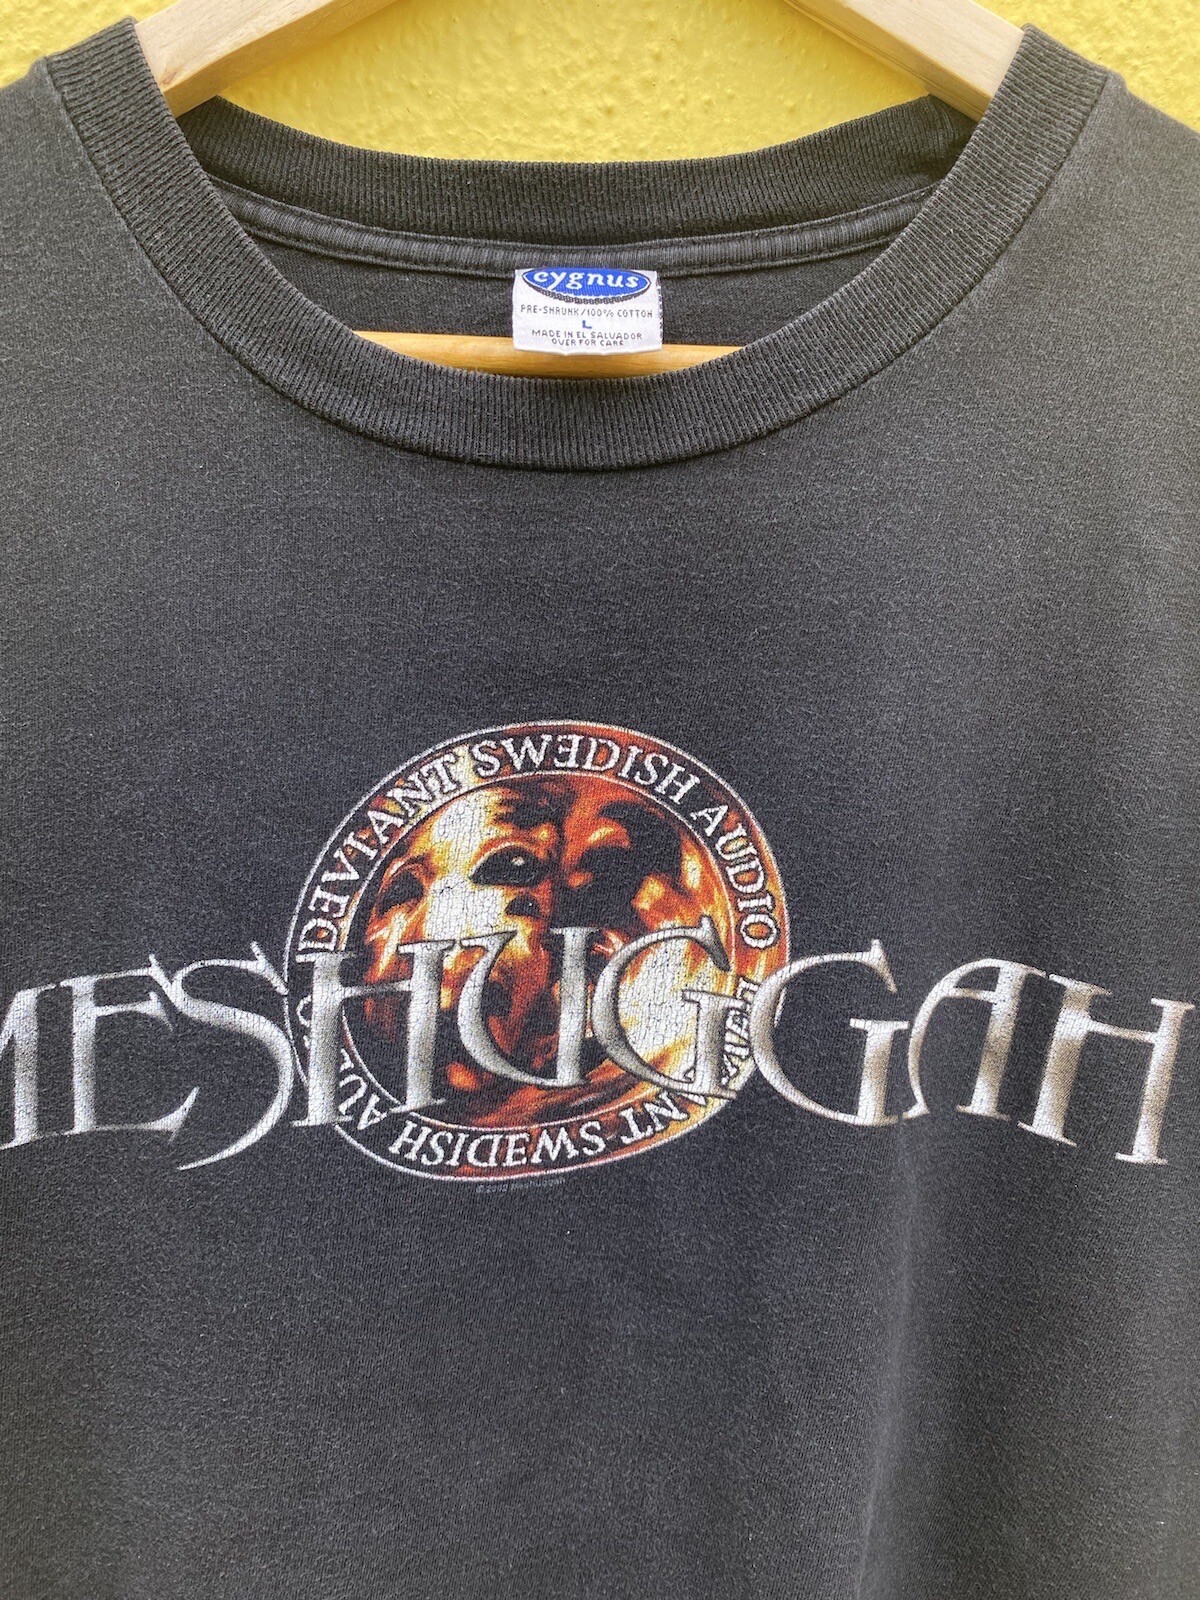 cygnus
PRE-SHRUNK/100% COTTON
L
MADE IN EL SALVADOR
OVER FOR CARE
DEVIANT SWEDISH AUDIO
MESHUGGAH
DEVIANT SWEDISH AUDIO